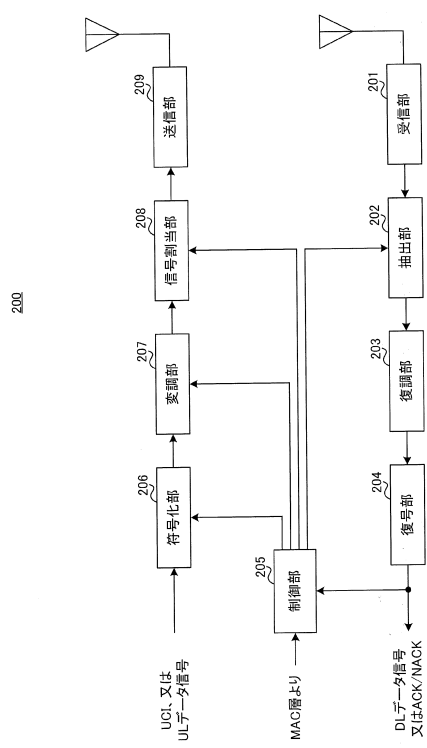 200
UCI、又は
ULデータ信号
206
符号化部
207
変調部
208
信号割当部
209
送信部
MAC層より
205
制御部
DLデータ信号
又はACK/NACK
204
復号部
203
復調部
202
抽出部
201
受信部